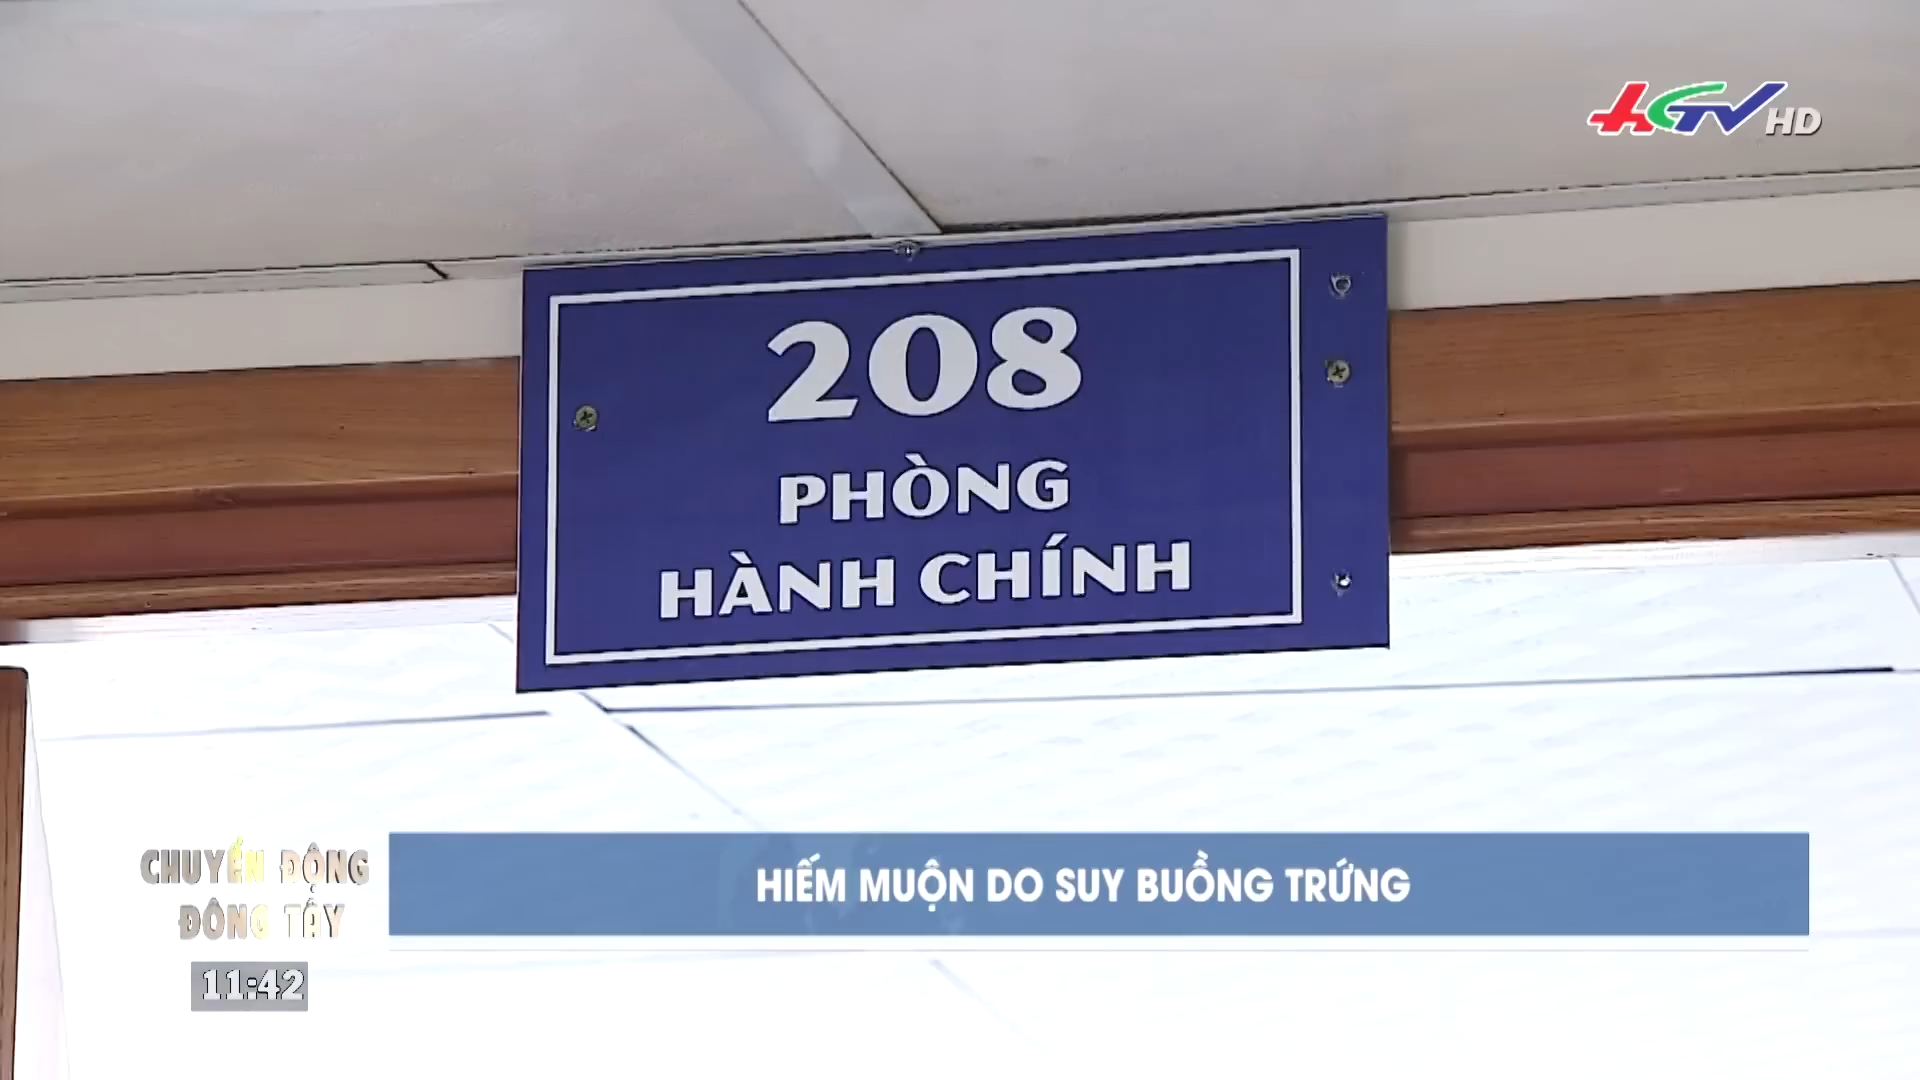 HGTV HD
208
PHÒNG
HÀNH CHÍNH
CHUYỂN ĐỘNG
ĐÔNG TÂY
HIẾM MUỘN DO SUY BUỒNG TRỨNG
11:42